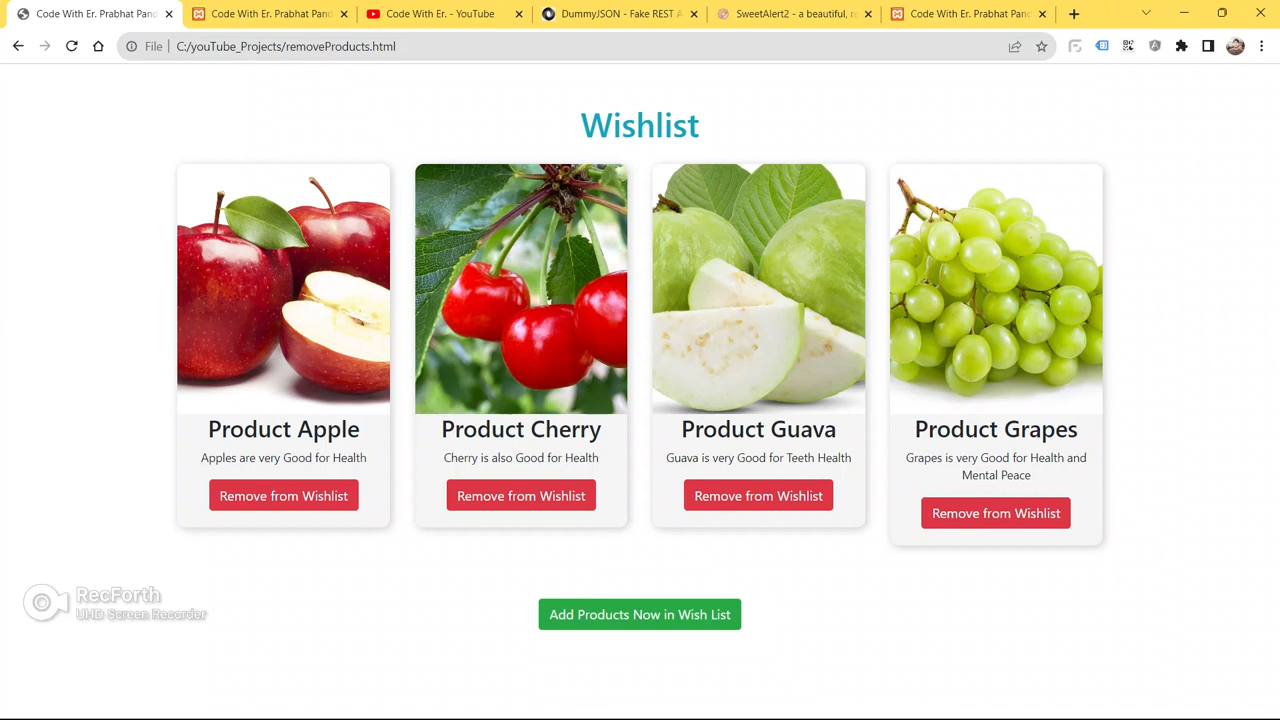 Code With Er. Prabhat Pand
Code With Er. Prabhat Pand
Code With Er. - YouTube
DummyJSON - Fake REST A
SweetAlert2 - a beautiful, re
Code With Er. Prabhat Pand
File
C:/youTube_Projects/removeProducts.html
Wishlist
Product Apple
Apples are very Good for Health
Remove from Wishlist
Product Cherry
Cherry is also Good for Health
Remove from Wishlist
Product Guava
Guava is very Good for Teeth Health
Remove from Wishlist
Product Grapes
Grapes is very Good for Health and
Mental Peace
Remove from Wishlist
RecForth
UHD Screen Recorder
Add Products Now in Wish List